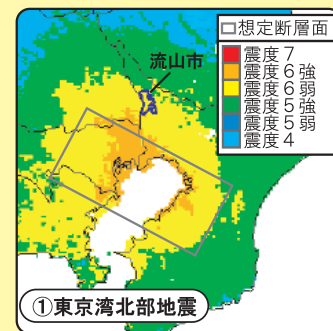 想定断層面
震度７
震度６強
震度６弱
震度５強
震度５弱
震度４
流山市
①東京湾北部地震